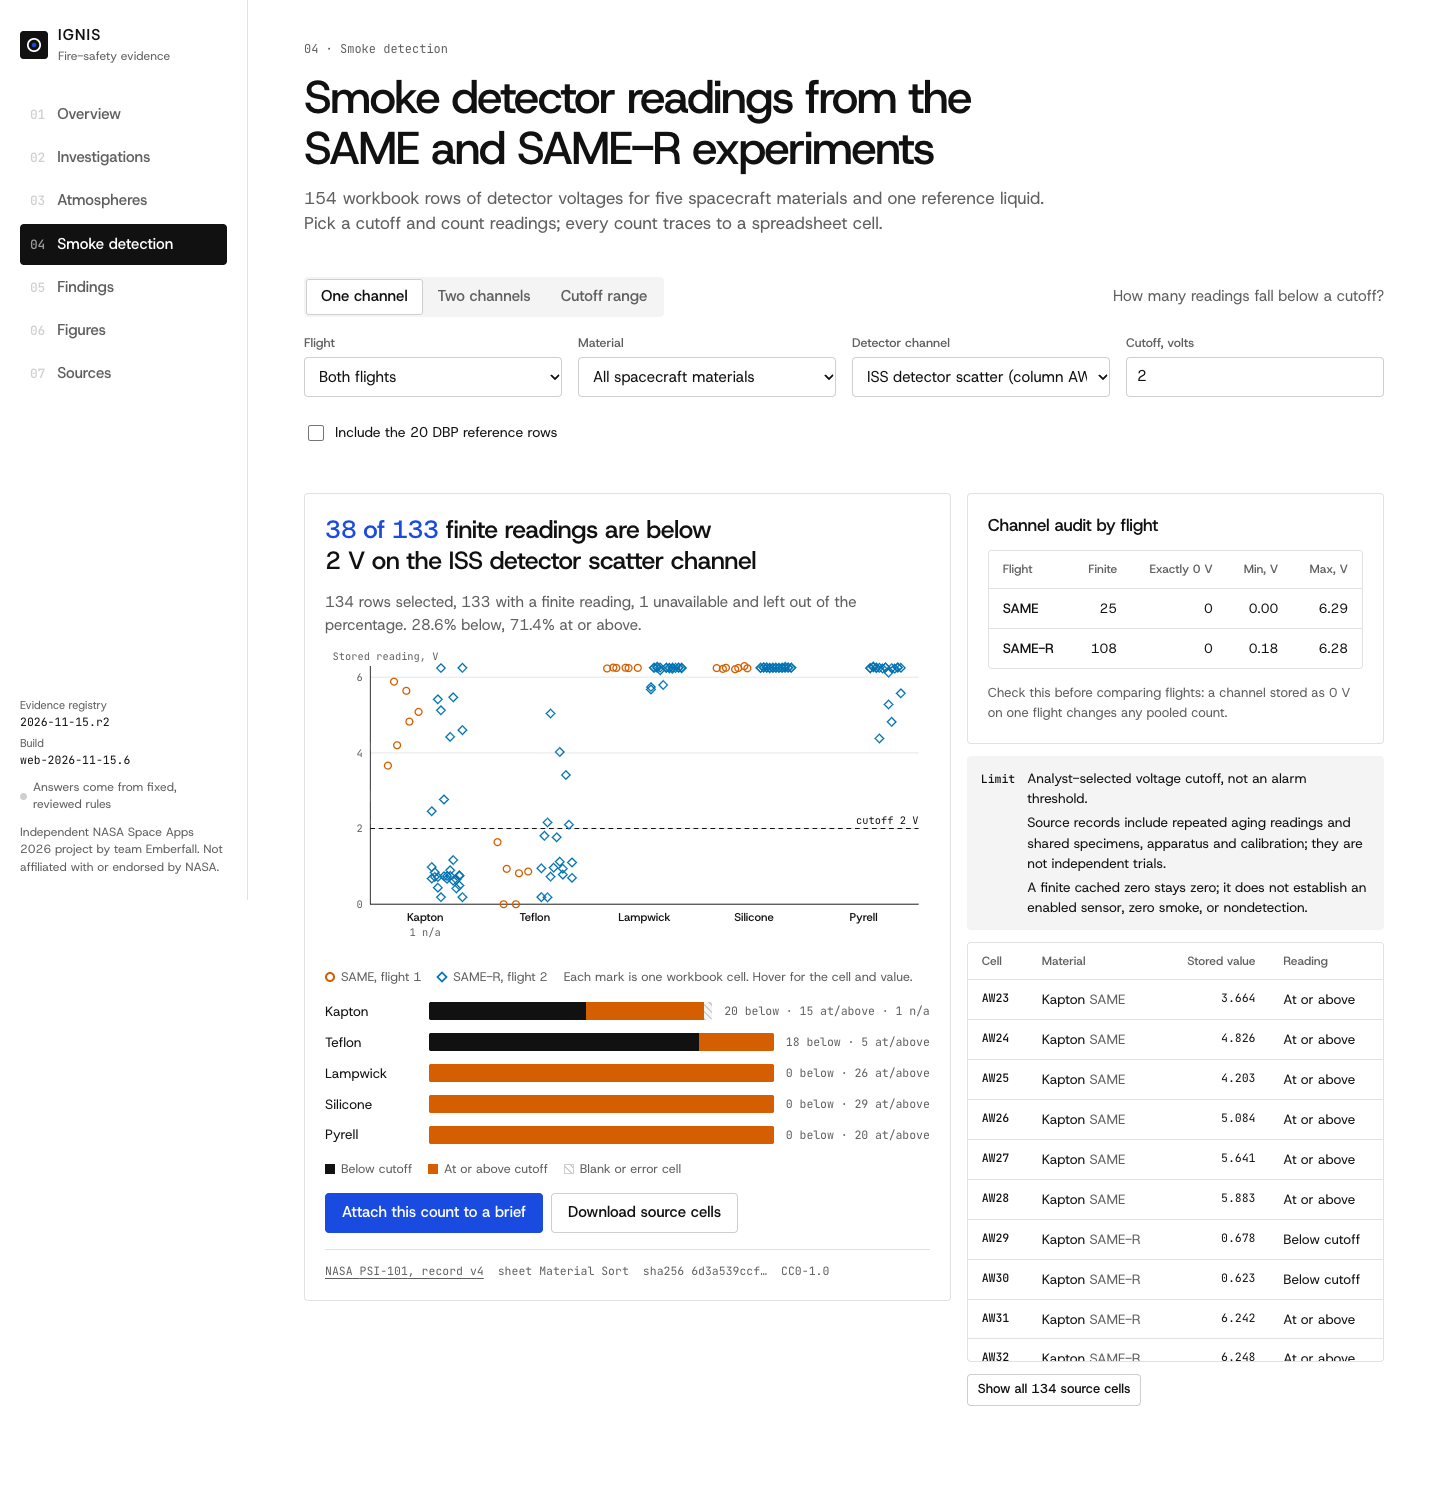 IGNIS
Fire-safety evidence
01 Overview
02 Investigations
03 Atmospheres
04 Smoke detection
05 Findings
06 Figures
07 Sources
Evidence registry
2026-11-15.r2
Build
web-2026-11-15.6
Answers come from fixed,
reviewed rules
Independent NASA Space Apps
2026 project by team Emberfall. Not
affiliated with or endorsed by NASA.
04 · Smoke detection
Smoke detector readings from the
SAME and SAME-R experiments
154 workbook rows of detector voltages for five spacecraft materials and one reference liquid.
Pick a cutoff and count readings; every count traces to a spreadsheet cell.
One channel Two channels Cutoff range
How many readings fall below a cutoff?
Flight Material Detector channel Cutoff, volts
Both flights All spacecraft materials ISS detector scatter (column AW 2
Include the 20 DBP reference rows
38 of 133 finite readings are below
2 V on the ISS detector scatter channel
134 rows selected, 133 with a finite reading, 1 unavailable and left out of the
percentage. 28.6% below, 71.4% at or above.
Stored reading, V
6
4
2
0
cutoff 2 V
Kapton Teflon Lampwick Silicone Pyrell
1 n/a
SAME, flight 1 SAME-R, flight 2 Each mark is one workbook cell. Hover for the cell and value.
Kapton 20 below · 15 at/above · 1 n/a
Teflon 18 below · 5 at/above
Lampwick 0 below · 26 at/above
Silicone 0 below · 29 at/above
Pyrell 0 below · 20 at/above
Below cutoff At or above cutoff Blank or error cell
Attach this count to a brief Download source cells
NASA PSI-101, record v4 sheet Material Sort sha256 6d3a539ccf… CC0-1.0
Channel audit by flight
Flight Finite Exactly 0 V Min, V Max, V
SAME 25 0 0.00 6.29
SAME-R 108 0 0.18 6.28
Check this before comparing flights: a channel stored as 0 V
on one flight changes any pooled count.
Limit Analyst-selected voltage cutoff, not an alarm
threshold.
Source records include repeated aging readings and
shared specimens, apparatus and calibration; they are
not independent trials.
A finite cached zero stays zero; it does not establish an
enabled sensor, zero smoke, or nondetection.
Cell Material Stored value Reading
AW23 Kapton SAME 3.664 At or above
AW24 Kapton SAME 4.826 At or above
AW25 Kapton SAME 4.203 At or above
AW26 Kapton SAME 5.084 At or above
AW27 Kapton SAME 5.641 At or above
AW28 Kapton SAME 5.883 At or above
AW29 Kapton SAME-R 0.678 Below cutoff
AW30 Kapton SAME-R 0.623 Below cutoff
AW31 Kapton SAME-R 6.242 At or above
AW32 Kapton SAME-R 6.248 At or above
Show all 134 source cells